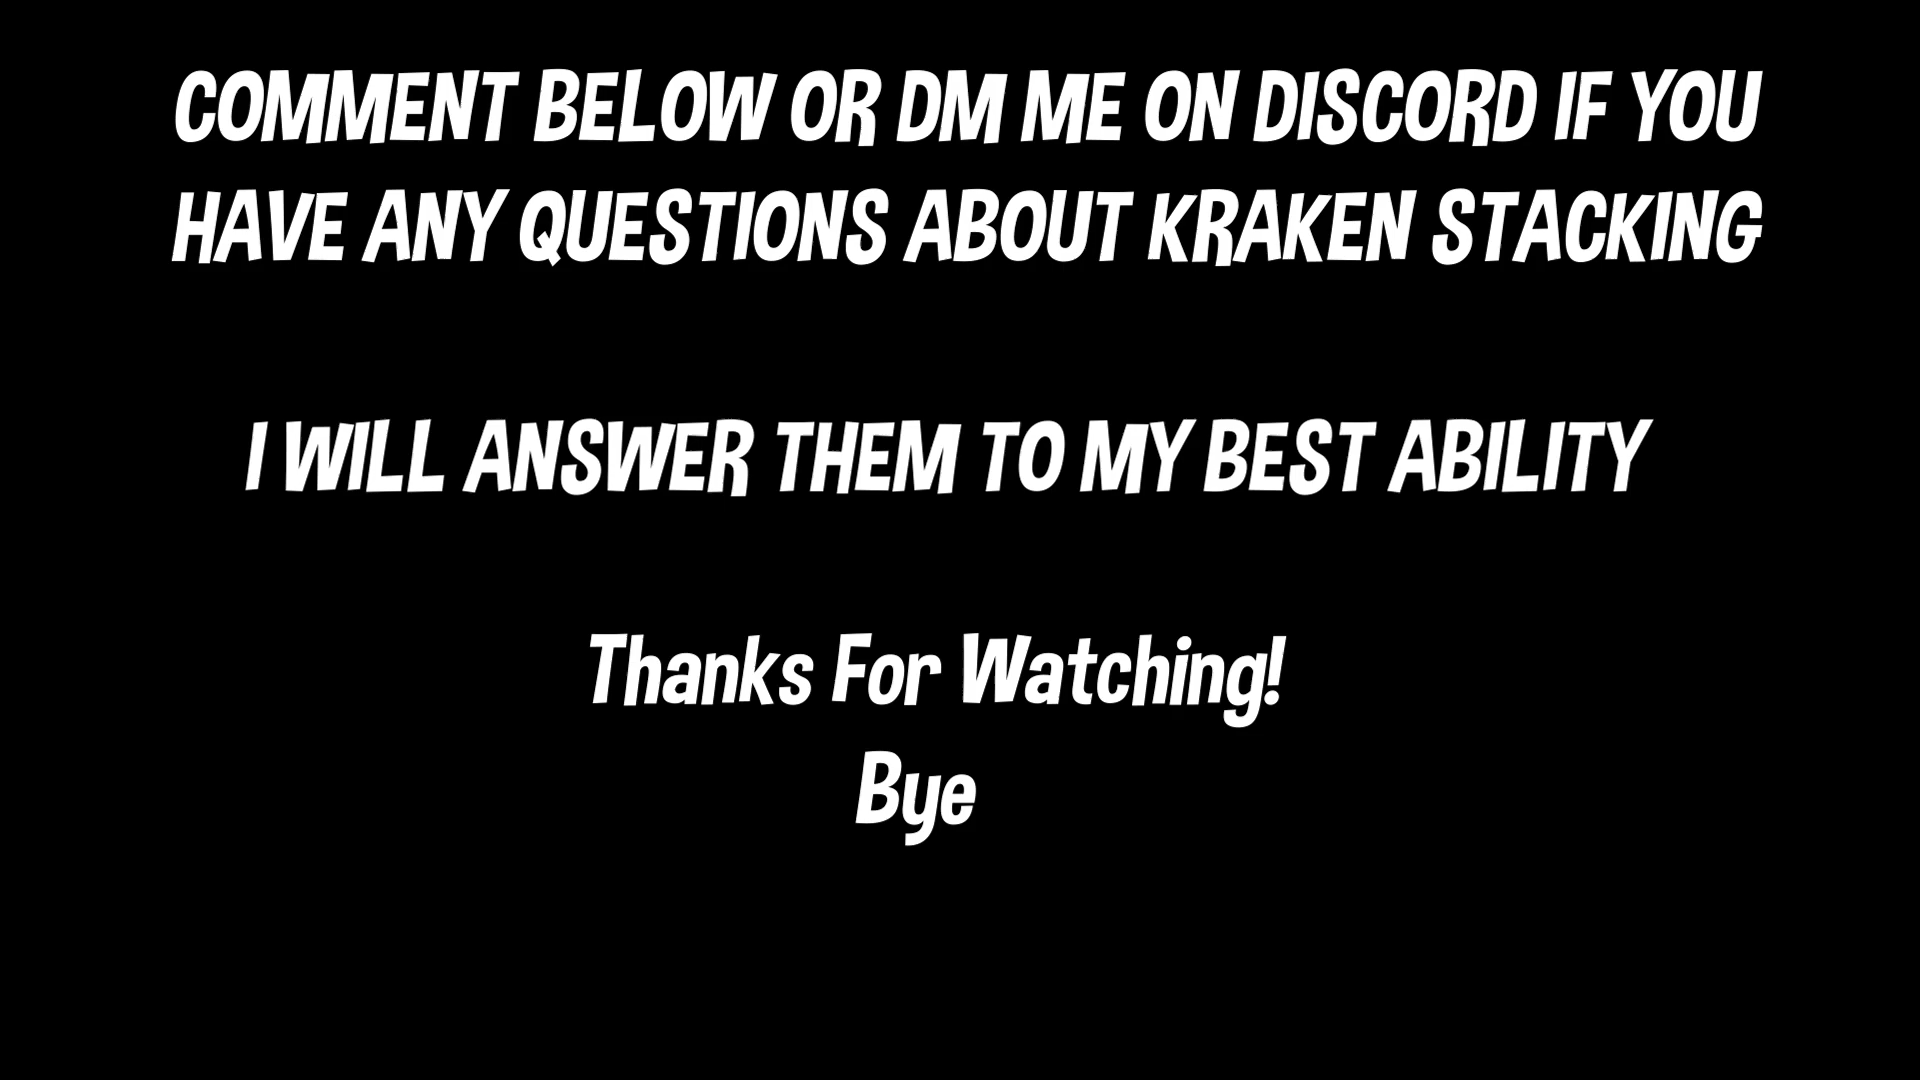 COMMENT BELOW OR DM ME ON DISCORD IF YOU
HAVE ANY QUESTIONS ABOUT KRAKEN STACKING
I WILL ANSWER THEM TO MY BEST ABILITY
Thanks For Watching!
Bye